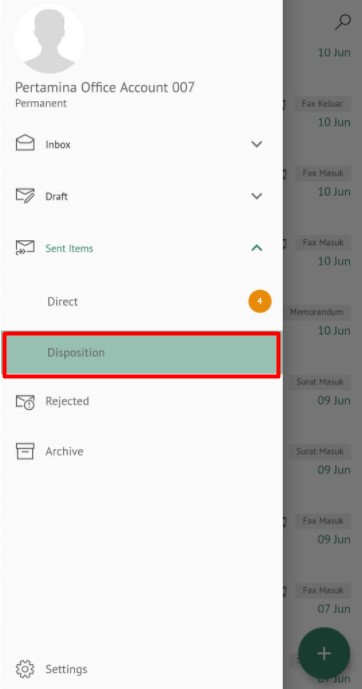 10 Jun
Pertamina Office Account 007
Permanent
Fax Keluar
10 Jun
Inbox
Fax Masuk
10 Jun
Draft
Fax Masuk
Sent Items
10 Jun
Direct
4
Memorandum
10 Jun
Disposition
Surat Masuk
09 Jun
Rejected
Archive
Surat Masuk
09 Jun
Fax Masuk
09 Jun
Fax Masuk
07 Jun
Settings